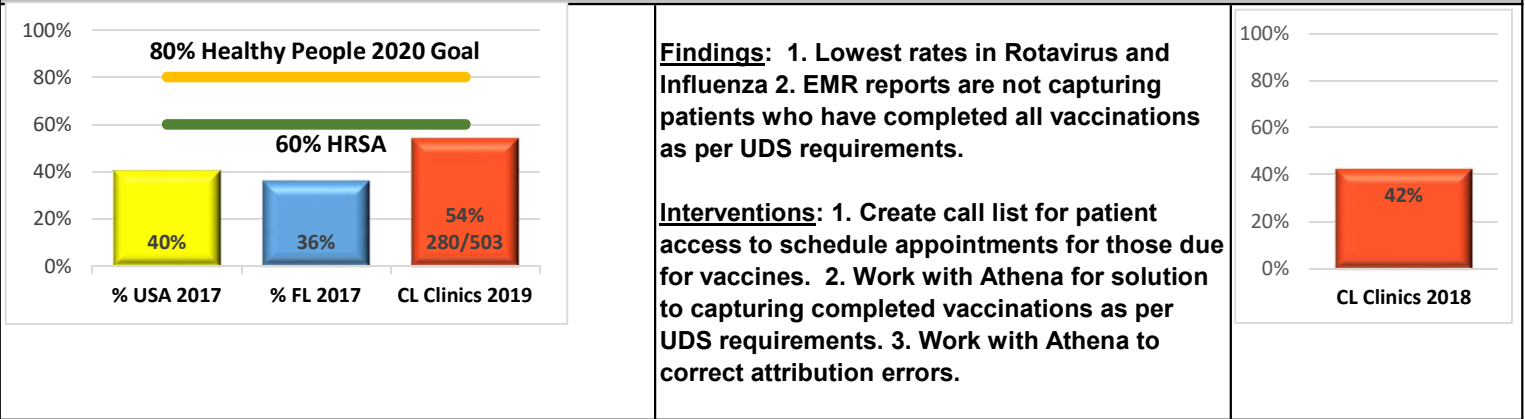 100%
80% Healthy People 2020 Goal
80%
60%
60% HRSA
40%
20%
0%
40%
36%
54%
280/503
% USA 2017
% FL 2017
CL Clinics 2019
Findings: 1. Lowest rates in Rotavirus and
Influenza 2. EMR reports are not capturing
patients who have completed all vaccinations
as per UDS requirements.
Interventions: 1. Create call list for patient
access to schedule appointments for those due
for vaccines. 2. Work with Athena for solution
to capturing completed vaccinations as per
UDS requirements. 3. Work with Athena to
correct attribution errors.
100%
80%
60%
40%
20%
0%
42%
CL Clinics 2018